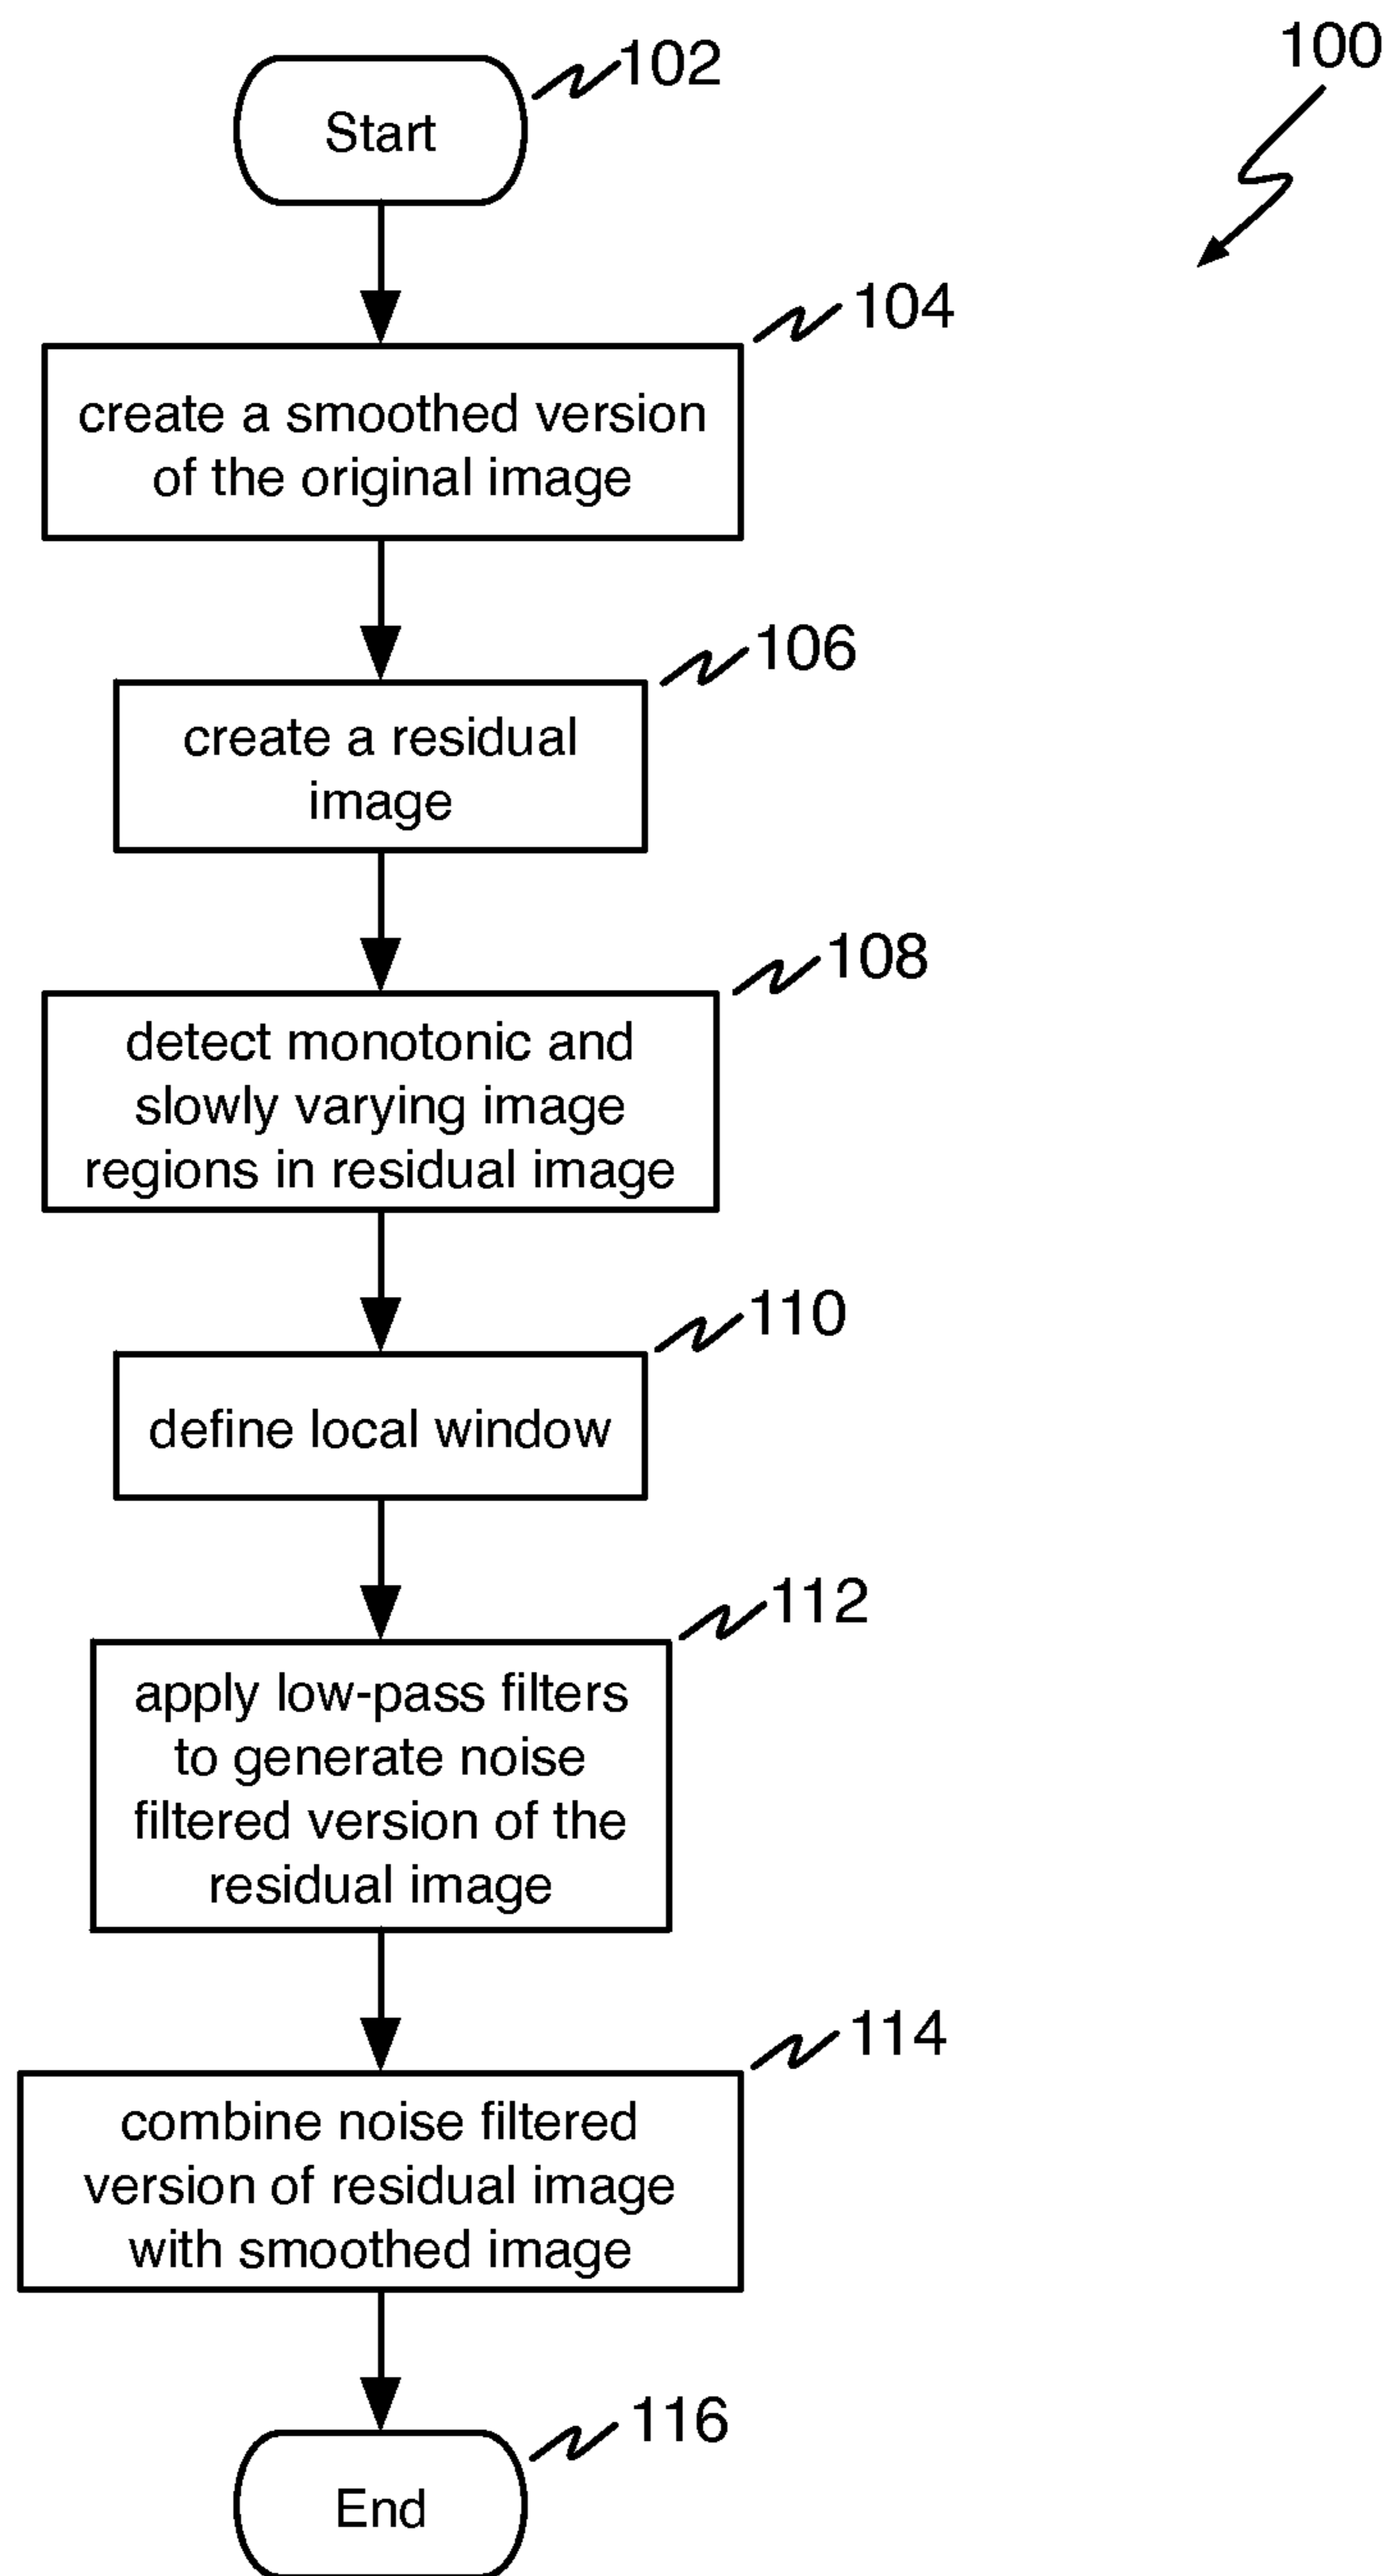 100
102
Start
104
create a smoothed version
of the original image
106
create a residual
image
108
detect monotonic and
slowly varying image
regions in residual image
110
define local window
112
apply low-pass filters
to generate noise
filtered version of the
residual image
114
combine noise filtered
version of residual image
with smoothed image
116
End